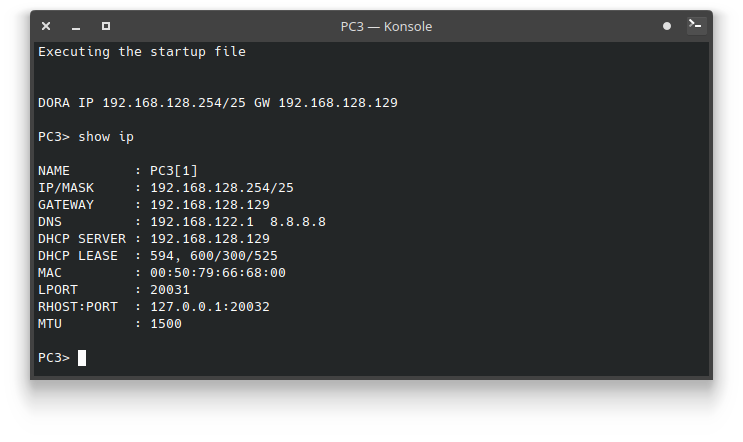 PC3 — Konsole
Executing the startup file
DORA IP 192.168.128.254/25 GW 192.168.128.129
PC3> show ip
NAME        : PC3[1]
IP/MASK     : 192.168.128.254/25
GATEWAY     : 192.168.128.129
DNS         : 192.168.122.1  8.8.8.8
DHCP SERVER : 192.168.128.129
DHCP LEASE  : 594, 600/300/525
MAC         : 00:50:79:66:68:00
LPORT       : 20031
RHOST:PORT  : 127.0.0.1:20032
MTU         : 1500
PC3>